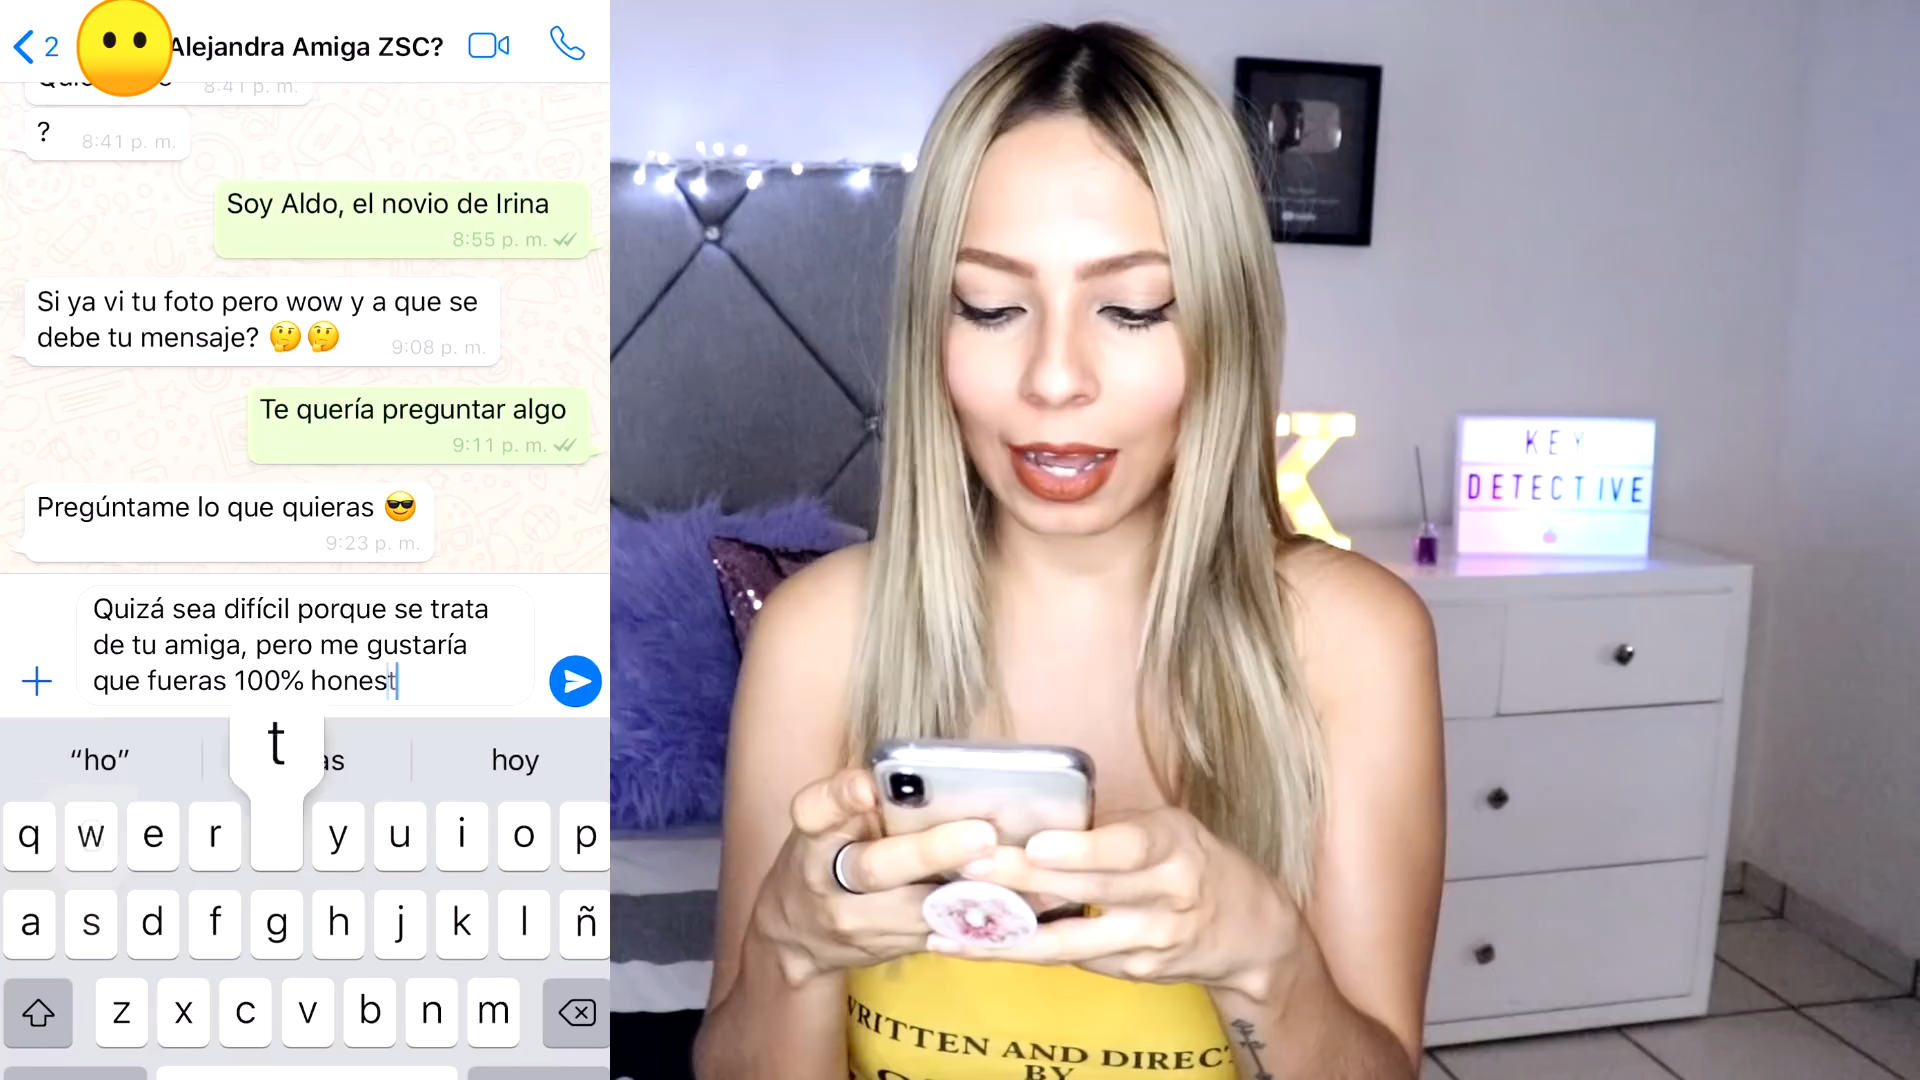 2
Alejandra Amiga ZSC?
8:41 p. m.
?
8:41 p. m.
Soy Aldo, el novio de Irina
8:55 p. m.
Si ya vi tu foto pero wow y a que se
debe tu mensaje? 🤔🤔
9:08 p. m.
Te quería preguntar algo
9:11 p. m.
Pregúntame lo que quieras 😎
9:23 p. m.
Quizá sea difícil porque se trata
de tu amiga, pero me gustaría
que fueras 100% honest
t
“ho”
as
hoy
q w e r y u i o p
a s d f g h j k l ñ
z x c v b n m
KEY
DETECTIVE
WRITTEN AND DIRECT
BY